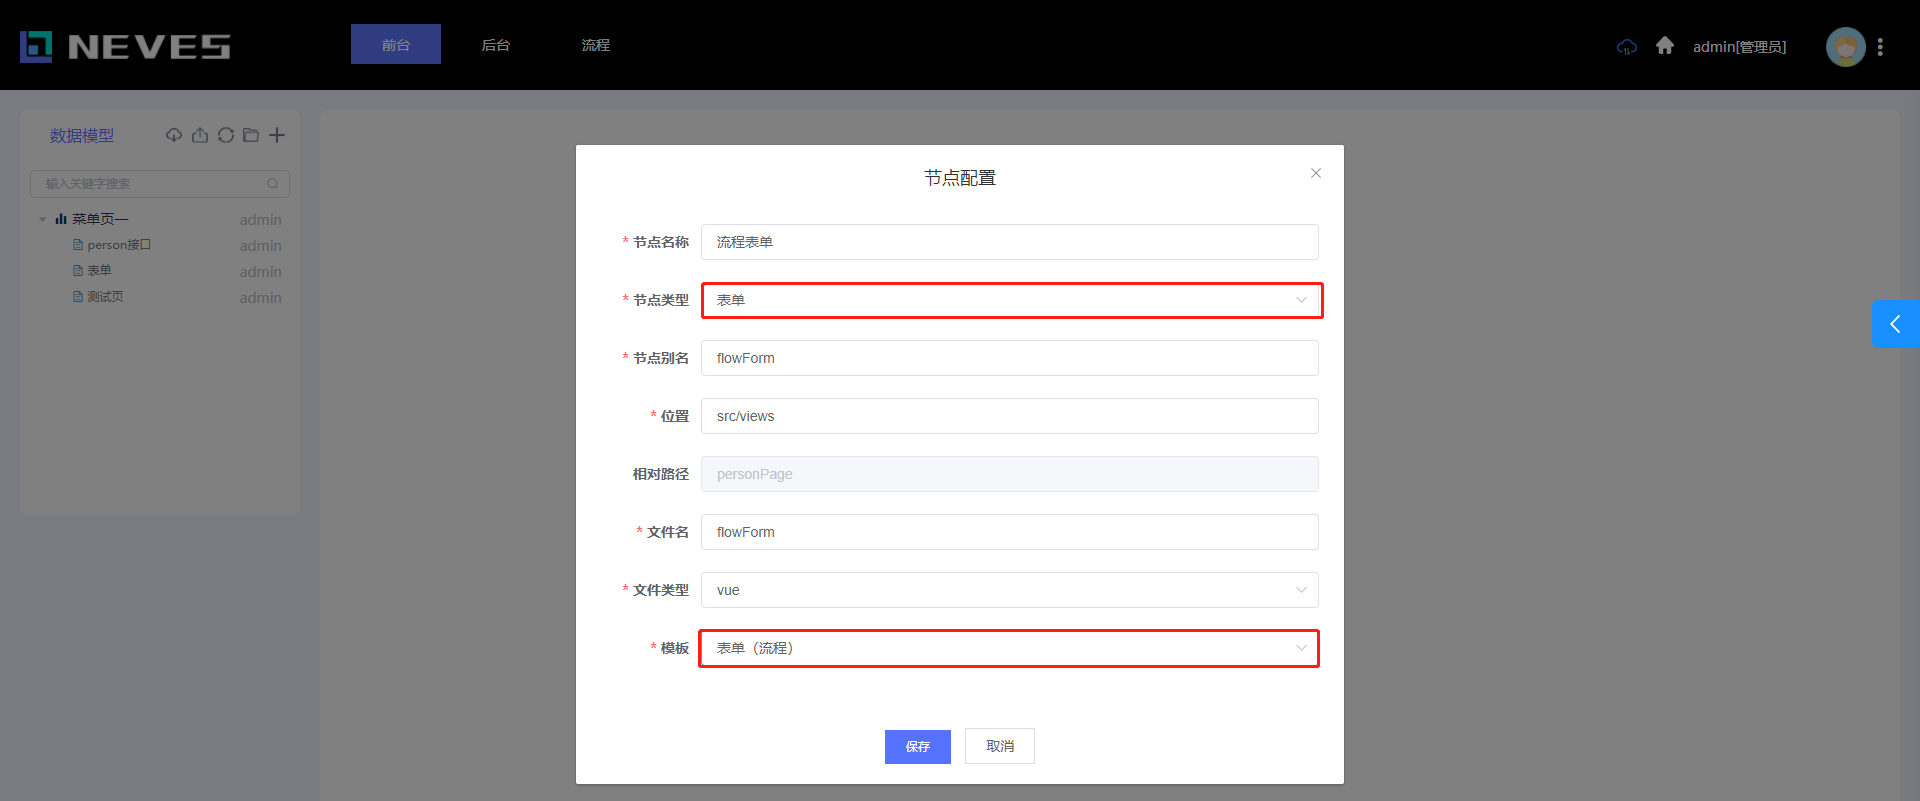 NEVES
前台
后台
流程
admin[管理员]
数据模型
输入关键字搜索
菜单页一 admin
person接口 admin
表单 admin
测试页 admin
节点配置
* 节点名称 流程表单
* 节点类型 表单
* 节点别名 flowForm
* 位置 src/views
相对路径 personPage
* 文件名 flowForm
* 文件类型 vue
* 模板 表单（流程）
保存
取消